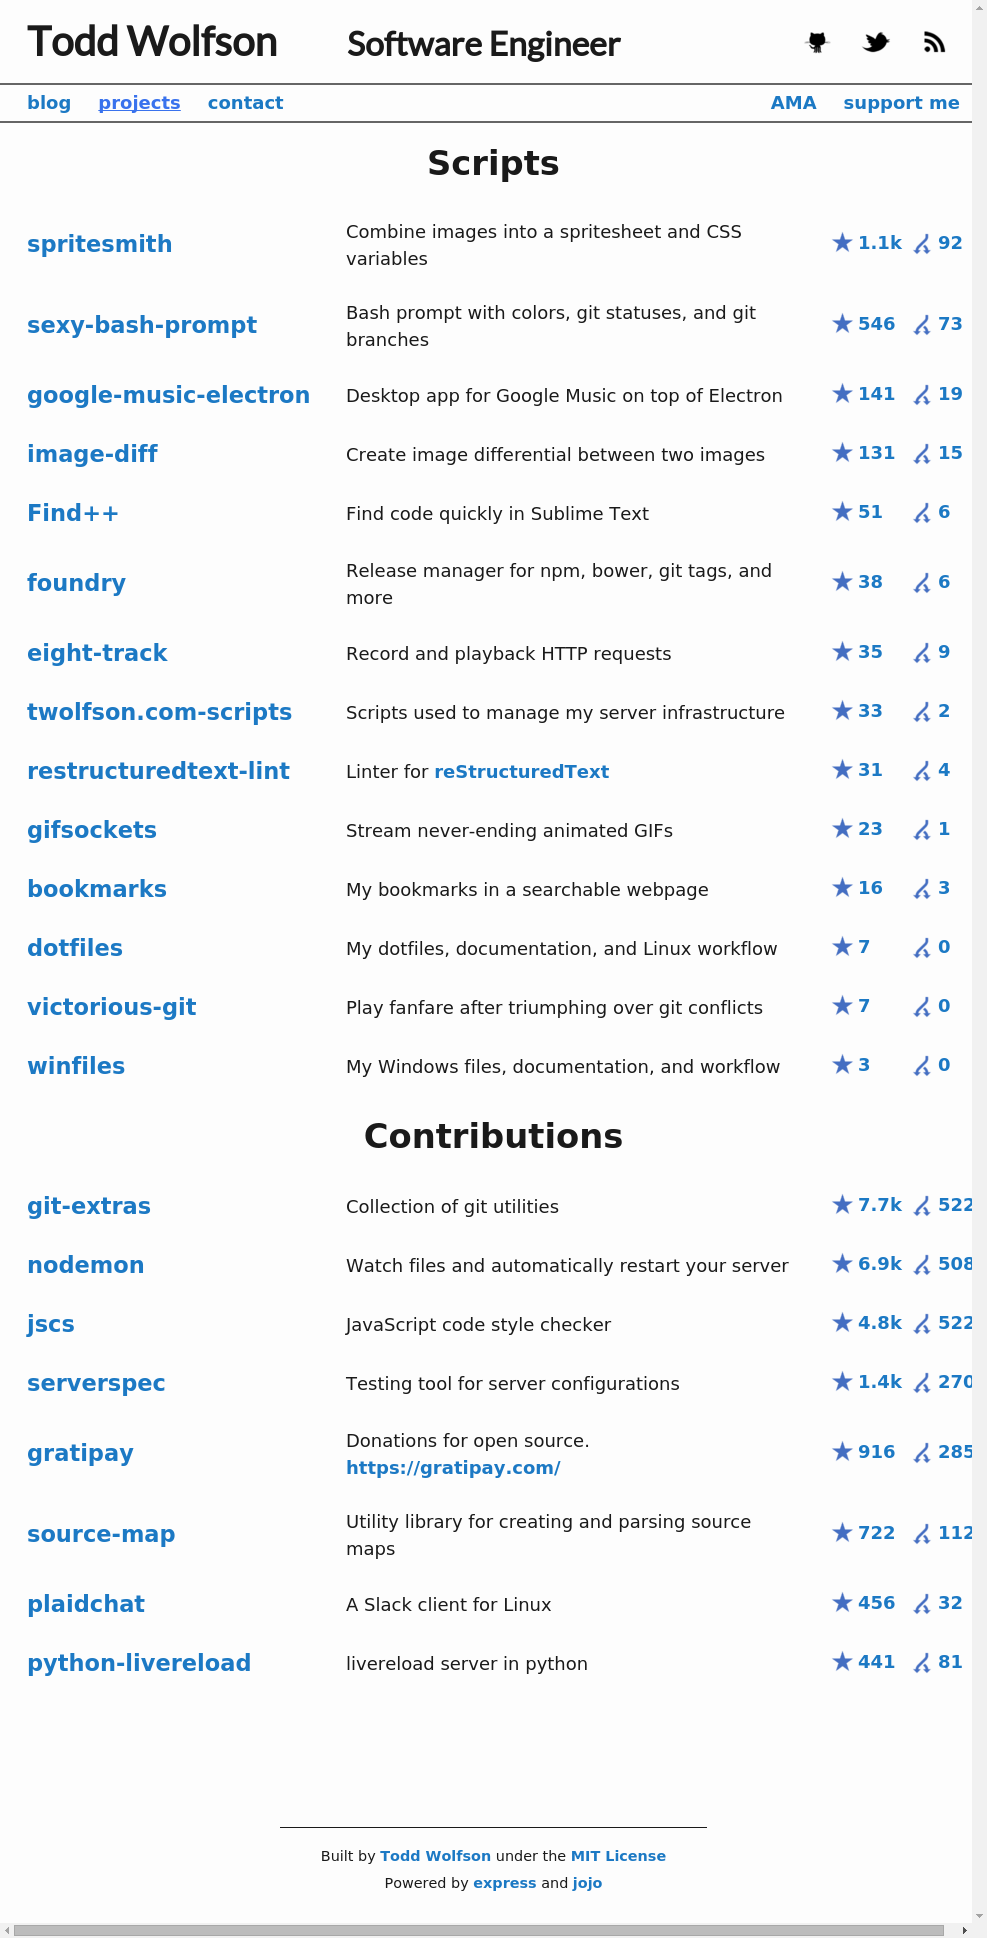 Todd Wolfson Software Engineer
blog projects contact AMA support me
Scripts
spritesmith Combine images into a spritesheet and CSS variables 1.1k 92
sexy-bash-prompt Bash prompt with colors, git statuses, and git branches 546 73
google-music-electron Desktop app for Google Music on top of Electron 141 19
image-diff Create image differential between two images 131 15
Find++ Find code quickly in Sublime Text 51 6
foundry Release manager for npm, bower, git tags, and more 38 6
eight-track Record and playback HTTP requests 35 9
twolfson.com-scripts Scripts used to manage my server infrastructure 33 2
restructuredtext-lint Linter for reStructuredText 31 4
gifsockets Stream never-ending animated GIFs 23 1
bookmarks My bookmarks in a searchable webpage 16 3
dotfiles My dotfiles, documentation, and Linux workflow 7 0
victorious-git Play fanfare after triumphing over git conflicts 7 0
winfiles My Windows files, documentation, and workflow 3 0
Contributions
git-extras Collection of git utilities 7.7k 522
nodemon Watch files and automatically restart your server 6.9k 508
jscs JavaScript code style checker 4.8k 522
serverspec Testing tool for server configurations 1.4k 270
gratipay Donations for open source. https://gratipay.com/ 916 285
source-map Utility library for creating and parsing source maps 722 112
plaidchat A Slack client for Linux 456 32
python-livereload livereload server in python 441 81
Built by Todd Wolfson under the MIT License
Powered by express and jojo